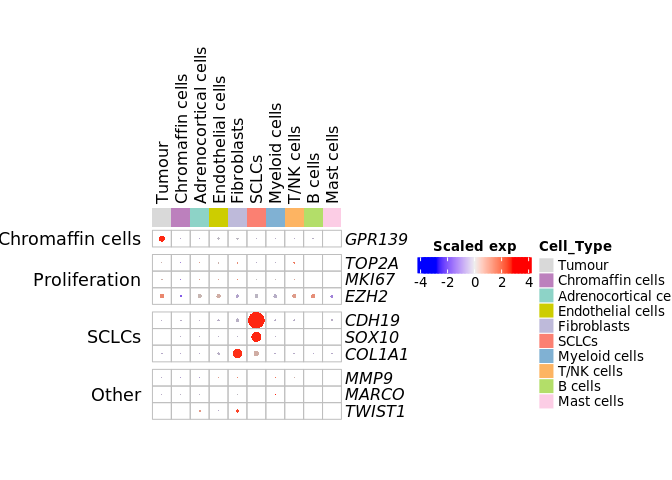 Tumour
Chromaffin cells
Adrenocortical cells
Endothelial cells
Fibroblasts
SCLCs
Myeloid cells
T/NK cells
B cells
Mast cells
Chromaffin cells
GPR139
Proliferation
TOP2A
MKI67
EZH2
SCLCs
CDH19
SOX10
COL1A1
Other
MMP9
MARCO
TWIST1
Scaled exp
-4 -2 0 2 4
Cell_Type
Tumour
Chromaffin cells
Adrenocortical ce
Endothelial cells
Fibroblasts
SCLCs
Myeloid cells
T/NK cells
B cells
Mast cells